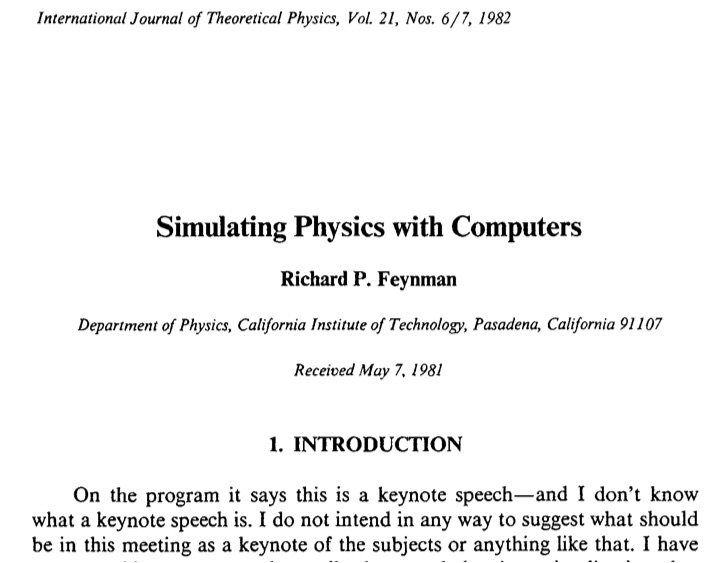 International Journal of Theoretical Physics, Vol. 21, Nos. 6/7, 1982
Simulating Physics with Computers
Richard P. Feynman
Department of Physics, California Institute of Technology, Pasadena, California 91107
Received May 7, 1981
1. INTRODUCTION
On the program it says this is a keynote speech—and I don't know
what a keynote speech is. I do not intend in any way to suggest what should
be in this meeting as a keynote of the subjects or anything like that. I have